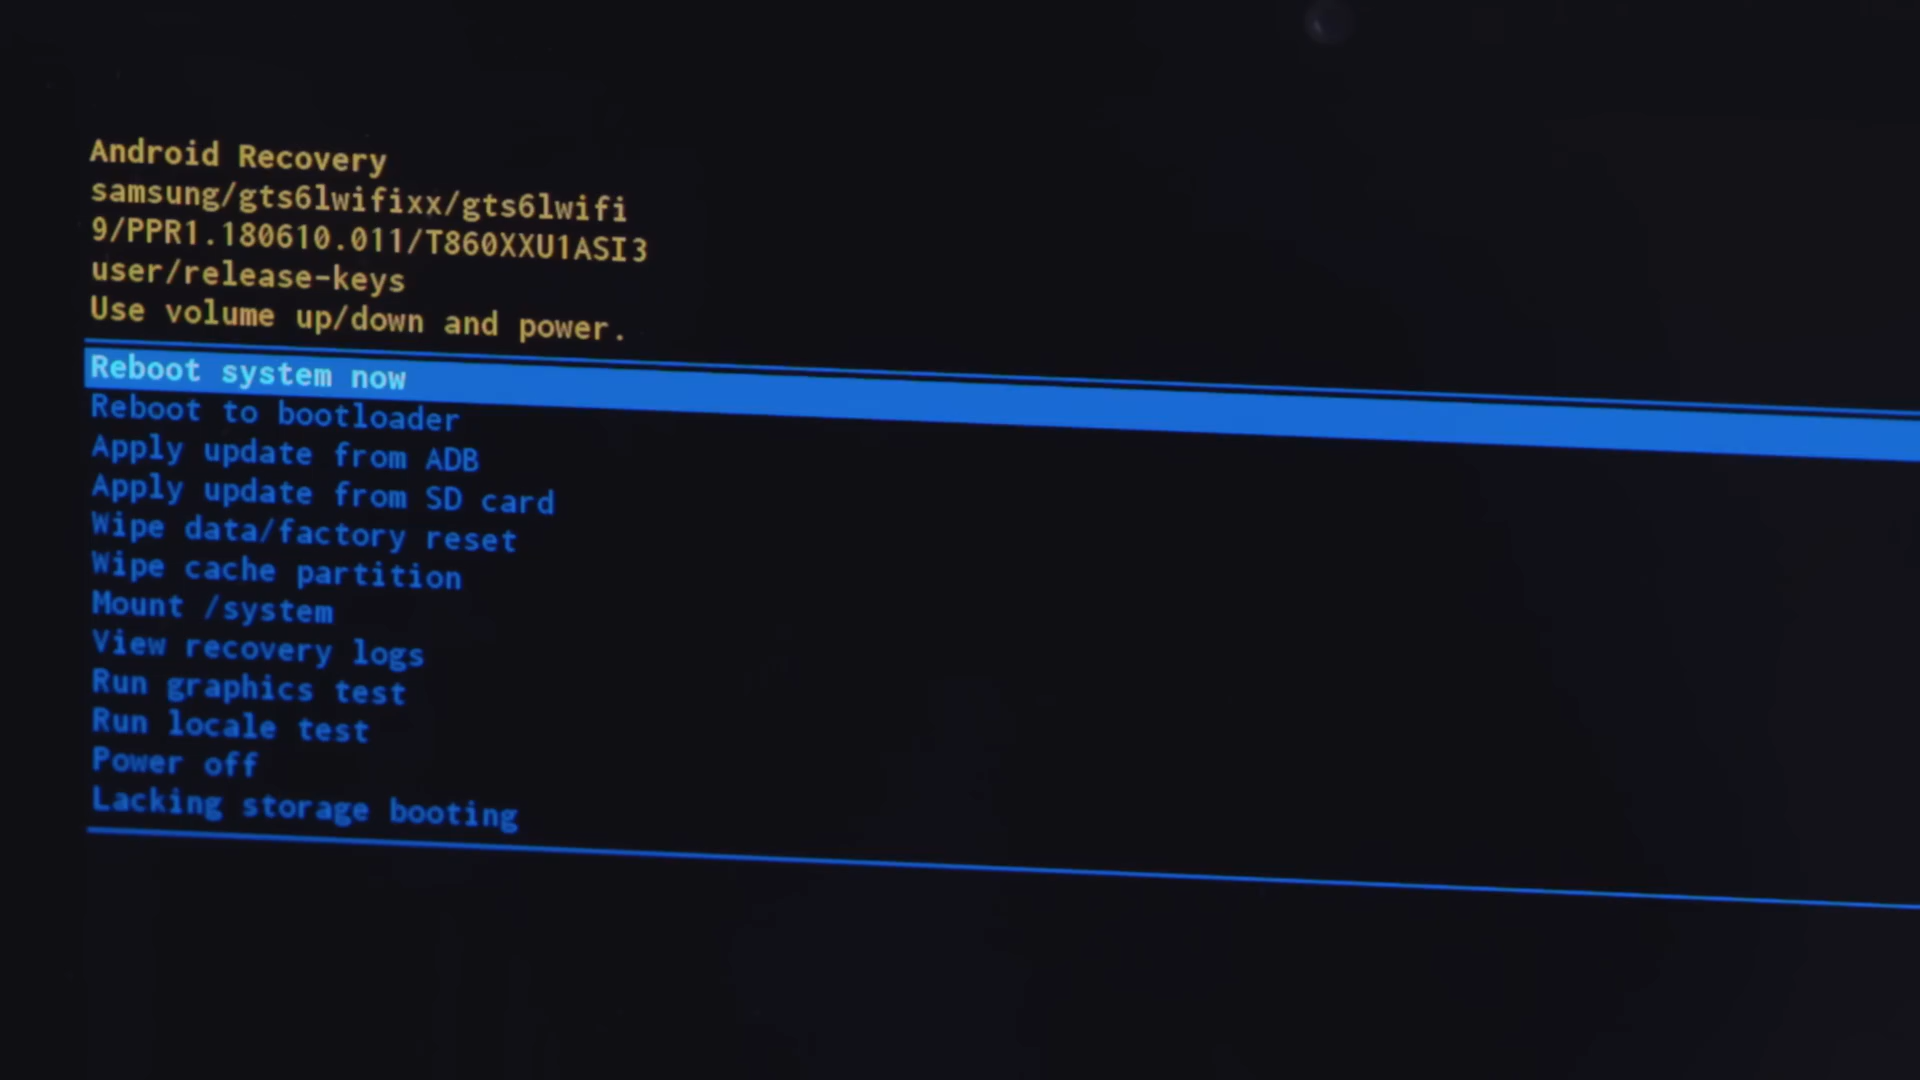 Android Recovery
samsung/gts6lwifixx/gts6lwifi
9/PPR1.180610.011/T860XXU1ASI3
user/release-keys
Use volume up/down and power.
Reboot system now
Reboot to bootloader
Apply update from ADB
Apply update from SD card
Wipe data/factory reset
Wipe cache partition
Mount /system
View recovery logs
Run graphics test
Run locale test
Power off
Lacking storage booting